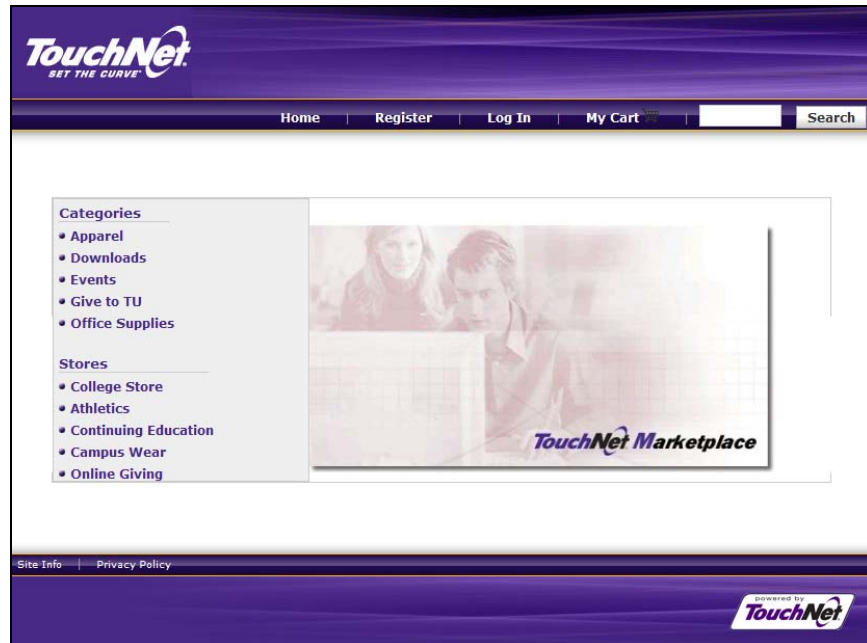 TouchNet
SET THE CURVE
Home | Register | Log In | My Cart | Search
Categories
Apparel
Downloads
Events
Give to TU
Office Supplies
Stores
College Store
Athletics
Continuing Education
Campus Wear
Online Giving
TouchNet Marketplace
Site Info | Privacy Policy
powered by
TouchNet